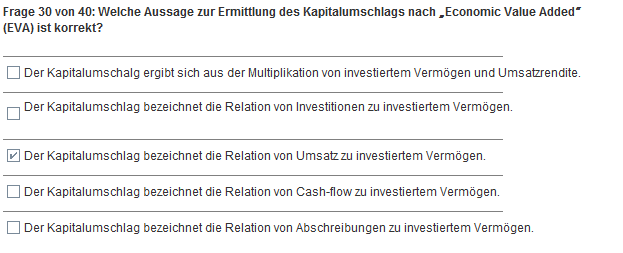 Frage 30 von 40: Welche Aussage zur Ermittlung des Kapitalumschlags nach „Economic Value Added“
(EVA) ist korrekt?
Der Kapitalumschalg ergibt sich aus der Multiplikation von investiertem Vermögen und Umsatzrendite.
Der Kapitalumschlag bezeichnet die Relation von Investitionen zu investiertem Vermögen.
Der Kapitalumschlag bezeichnet die Relation von Umsatz zu investiertem Vermögen.
Der Kapitalumschlag bezeichnet die Relation von Cash-flow zu investiertem Vermögen.
Der Kapitalumschlag bezeichnet die Relation von Abschreibungen zu investiertem Vermögen.